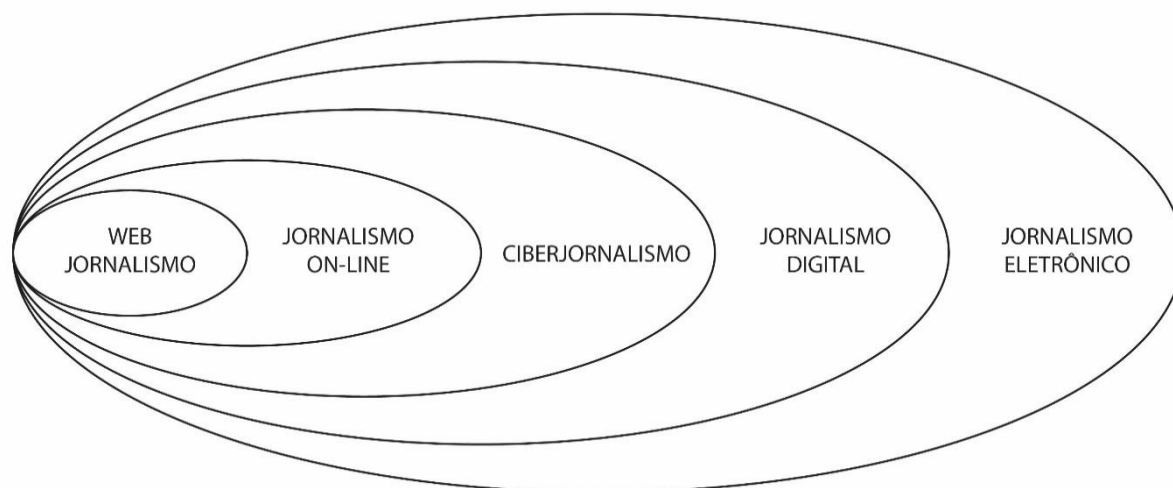 WEB
JORNALISMO
JORNALISMO
ON-LINE
CIBERJORNALISMO
JORNALISMO
DIGITAL
JORNALISMO
ELETRÔNICO